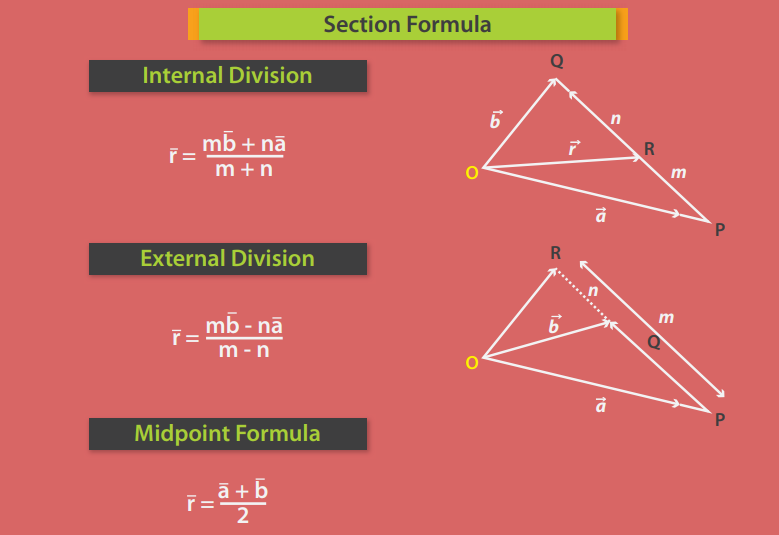 Section Formula
Internal Division
r̄ = (mb̄ + nā)/(m + n)
Q
b⃗
n
r⃗
R
O
m
a⃗
P
External Division
r̄ = (mb̄ - nā)/(m - n)
R
n
b⃗
m
Q
O
a⃗
P
Midpoint Formula
r̄ = (ā + b̄)/2